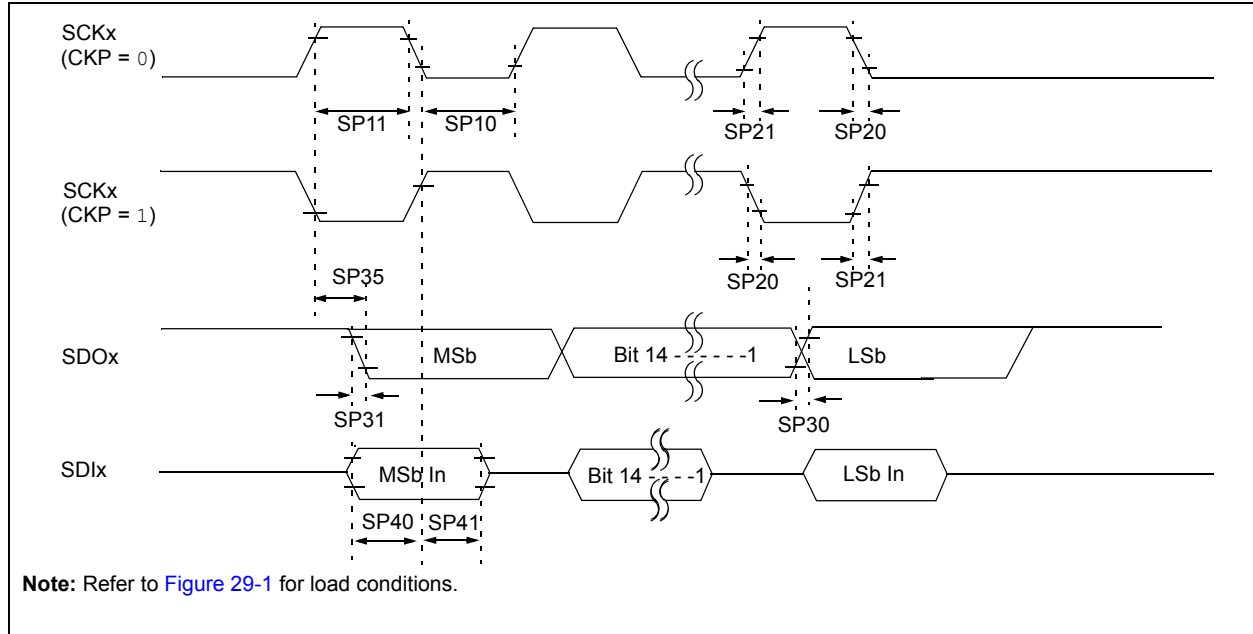 SCKx
(CKP = 0)
SP11
SP10
SP21
SP20
SCKx
(CKP = 1)
SP35
SP20
SP21
SDOx
MSb
Bit 14 - - - - - -1
LSb
SP31
SP30
SDIx
MSb In
Bit 14 - - - -1
LSb In
SP40
SP41
Note: Refer to Figure 29-1 for load conditions.